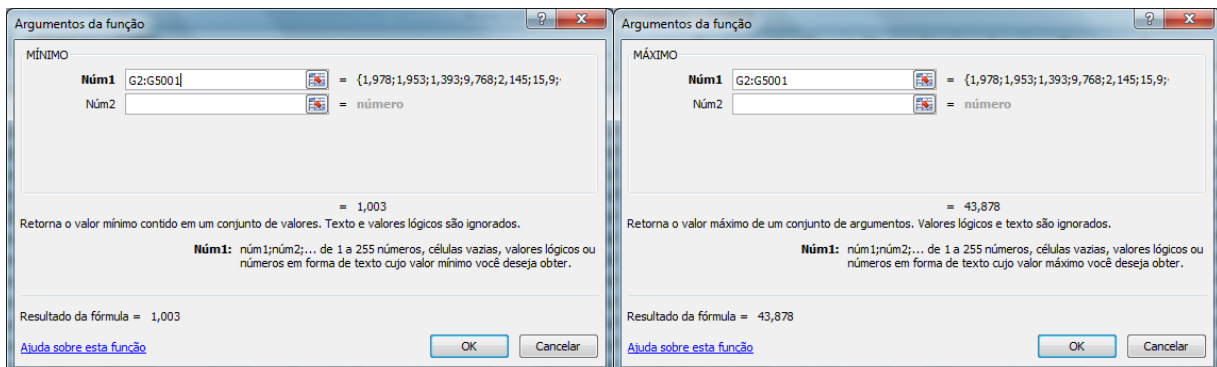 Argumentos da função
MÍNIMO
Núm1 G2:G5001 = {1,978;1,953;1,393;9,768;2,145;15,9;·
Núm2 = número
= 1,003
Retorna o valor mínimo contido em um conjunto de valores. Texto e valores lógicos são ignorados.
Núm1: núm1;núm2;... de 1 a 255 números, células vazias, valores lógicos ou
números em forma de texto cujo valor mínimo você deseja obter.
Resultado da fórmula = 1,003
Ajuda sobre esta função
OK
Cancelar
Argumentos da função
MÁXIMO
Núm1 G2:G5001 = {1,978;1,953;1,393;9,768;2,145;15,9;·
Núm2 = número
= 43,878
Retorna o valor máximo de um conjunto de argumentos. Valores lógicos e texto são ignorados.
Núm1: núm1;núm2;... de 1 a 255 números, células vazias, valores lógicos ou
números em forma de texto cujo valor máximo você deseja obter.
Resultado da fórmula = 43,878
Ajuda sobre esta função
OK
Cancelar